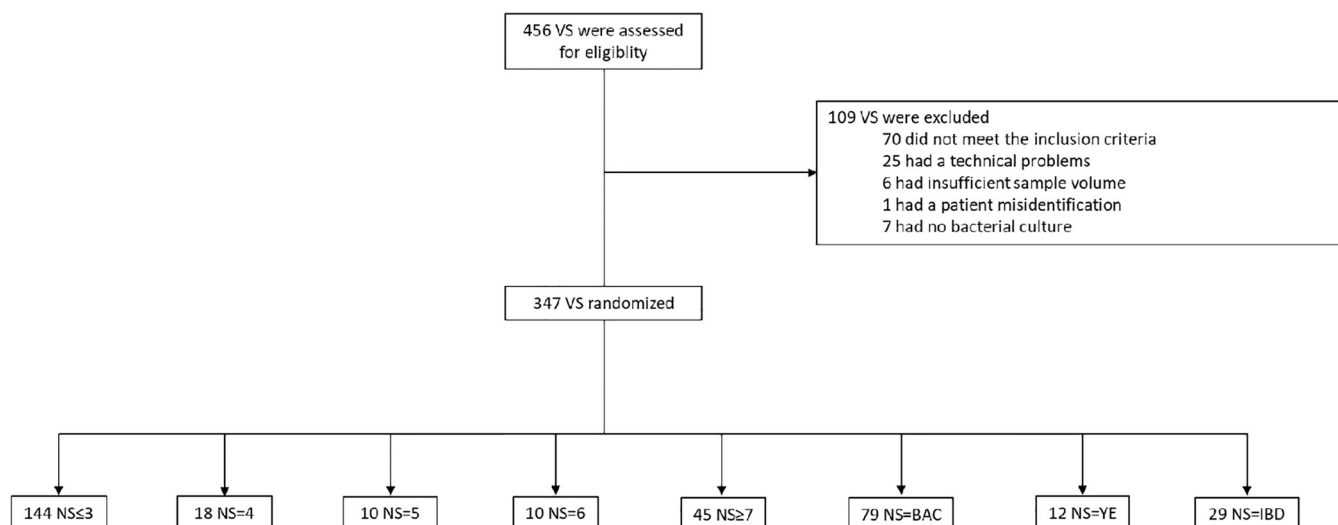 456 VS were assessed
for eligiblity
109 VS were excluded
70 did not meet the inclusion criteria
25 had a technical problems
6 had insufficient sample volume
1 had a patient misidentification
7 had no bacterial culture
347 VS randomized
144 NS≤3
18 NS=4
10 NS=5
10 NS=6
45 NS≥7
79 NS=BAC
12 NS=YE
29 NS=IBD